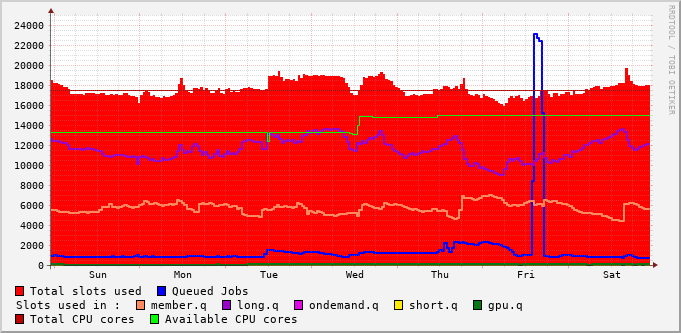 RRDTOOL / TOBI OETIKER
24000
22000
20000
18000
16000
14000
12000
10000
8000
6000
4000
2000
0
Sun Mon Tue Wed Thu Fri Sat
Total slots used Queued Jobs
Slots used in : member.q long.q ondemand.q short.q gpu.q
Total CPU cores Available CPU cores